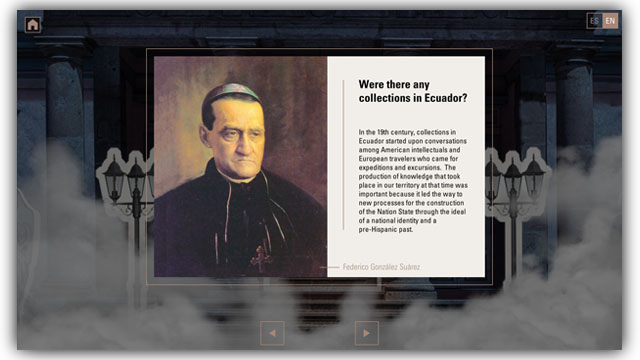 ES EN
Were there any
collections in Ecuador?
In the 19th century, collections in
Ecuador started upon conversations
among American intellectuals and
European travelers who came for
expeditions and excursions. The
production of knowledge that took
place in our territory at that time was
important because it led the way to
new processes for the construction
of the Nation State through the ideal
of a national identity and a
pre-Hispanic past.
Federico González Suárez